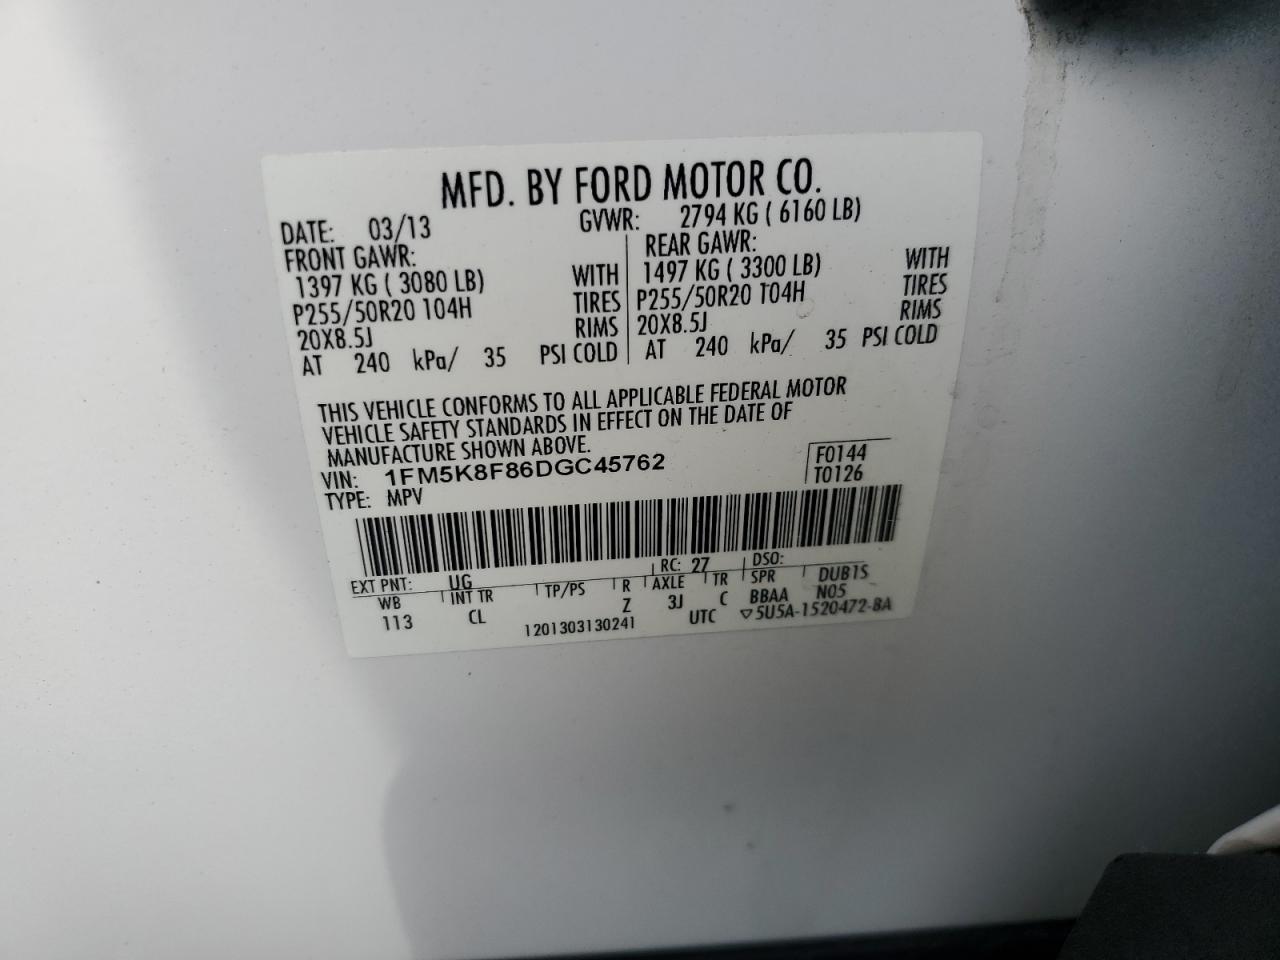 MFD. BY FORD MOTOR CO.
DATE: 03/13 GVWR: 2794 KG ( 6160 LB)
FRONT GAWR: REAR GAWR:
1397 KG ( 3080 LB) WITH 1497 KG ( 3300 LB) WITH
P255/50R20 104H TIRES P255/50R20 104H TIRES
20X8.5J RIMS 20X8.5J RIMS
AT 240 kPa/ 35 PSI COLD AT 240 kPa/ 35 PSI COLD
THIS VEHICLE CONFORMS TO ALL APPLICABLE FEDERAL MOTOR
VEHICLE SAFETY STANDARDS IN EFFECT ON THE DATE OF
MANUFACTURE SHOWN ABOVE.
VIN: 1FM5K8F86DGC45762 F0144
TYPE: MPV T0126
EXT PNT: UG RC: 27 DSO:
WB INT TR TP/PS R AXLE TR SPR DUB1S
113 CL Z 3J C BBAA N05
1201303130241 UTC ▽5U5A-1520472-BA